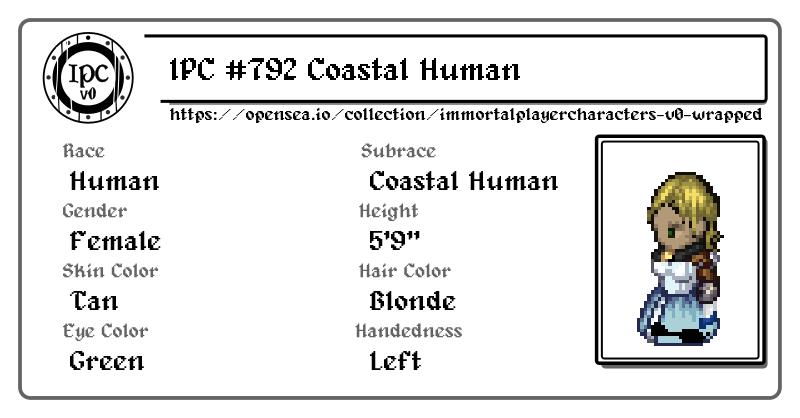 IPC
v0
IPC #792 Coastal Human
https://opensea.io/collection/immortalplayercharacters-v0-wrapped
Race
Subrace
Human
Coastal Human
Gender
Height
Female
5'9"
Skin Color
Hair Color
Tan
Blonde
Eye Color
Handedness
Green
Left